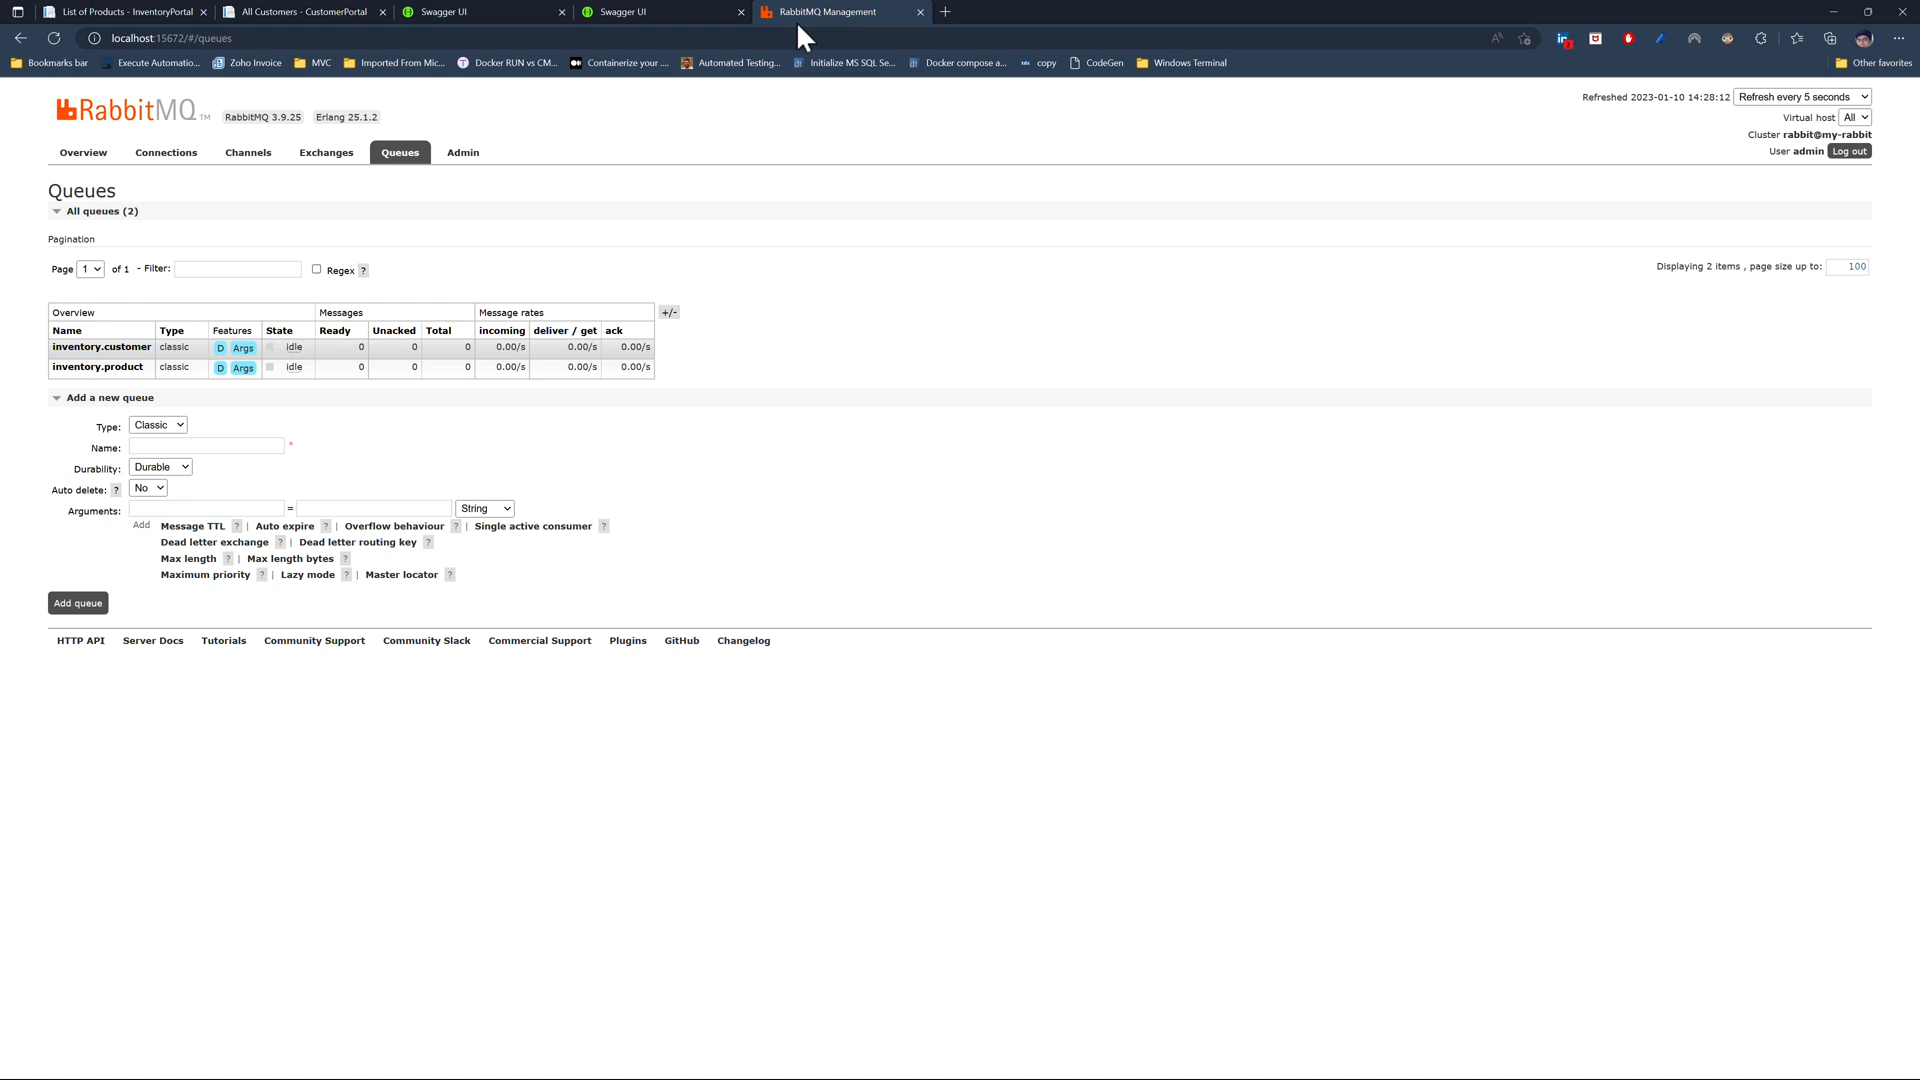 List of Products - InventoryPortal All Customers - CustomerPortal Swagger UI Swagger UI RabbitMQ Management
localhost:15672/#/queues
Bookmarks bar Execute Automatio... Zoho Invoice MVC Imported From Mic... Docker RUN vs CM... Containerize your .... Automated Testing... Initialize MS SQL Se... Docker compose a... copy CodeGen Windows Terminal Other favorites
RabbitMQ TM RabbitMQ 3.9.25 Erlang 25.1.2
Refreshed 2023-01-10 14:28:12 Refresh every 5 seconds
Virtual host All
Cluster rabbit@my-rabbit
User admin Log out
Overview Connections Channels Exchanges Queues Admin
Queues
All queues (2)
Pagination
Page 1 of 1 - Filter: Regex ?
Displaying 2 items , page size up to: 100
Overview Messages Message rates +/-
Name Type Features State Ready Unacked Total incoming deliver / get ack
inventory.customer classic D Args idle 0 0 0 0.00/s 0.00/s 0.00/s
inventory.product classic D Args idle 0 0 0 0.00/s 0.00/s 0.00/s
Add a new queue
Type: Classic
Name: *
Durability: Durable
Auto delete: ? No
Arguments: = String
Add Message TTL ? | Auto expire ? | Overflow behaviour ? | Single active consumer ?
Dead letter exchange ? | Dead letter routing key ?
Max length ? | Max length bytes ?
Maximum priority ? | Lazy mode ? | Master locator ?
Add queue
HTTP API Server Docs Tutorials Community Support Community Slack Commercial Support Plugins GitHub Changelog